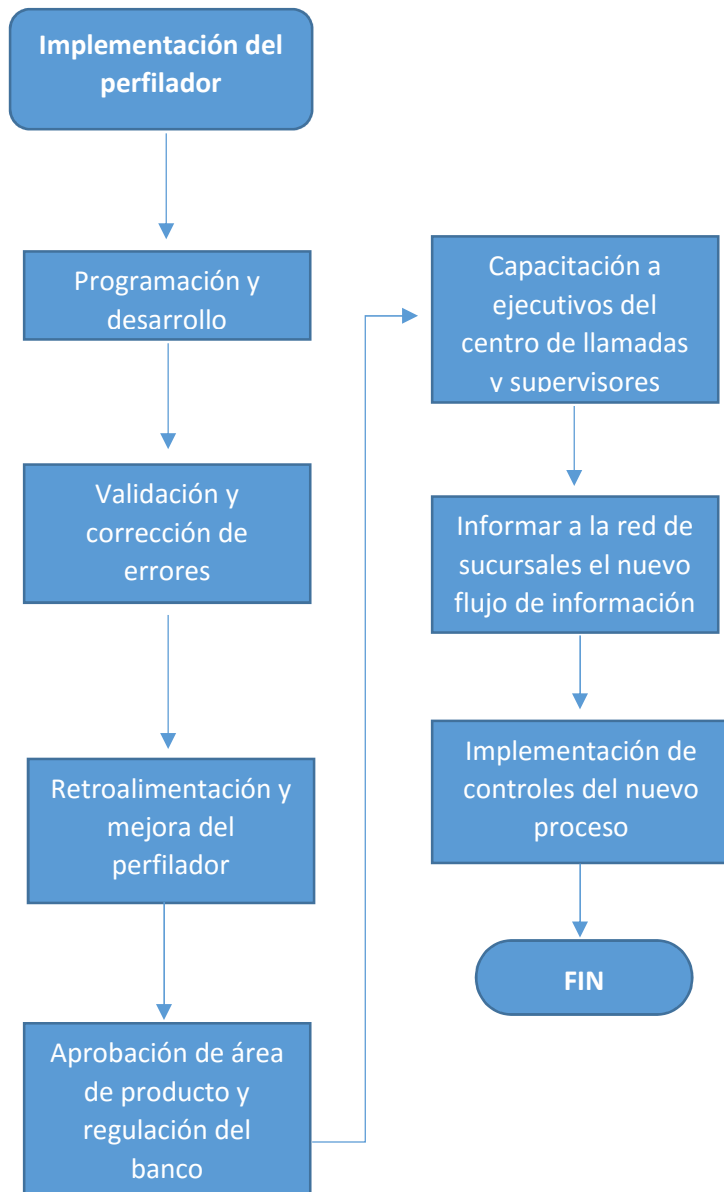 Implementación del
perfilador
Programación y
desarrollo
Validación y
corrección de
errores
Retroalimentación y
mejora del
perfilador
Aprobación de área
de producto y
regulación del
banco
Capacitación a
ejecutivos del
centro de llamadas
y supervisores
Informar a la red de
sucursales el nuevo
flujo de información
Implementación de
controles del nuevo
proceso
FIN